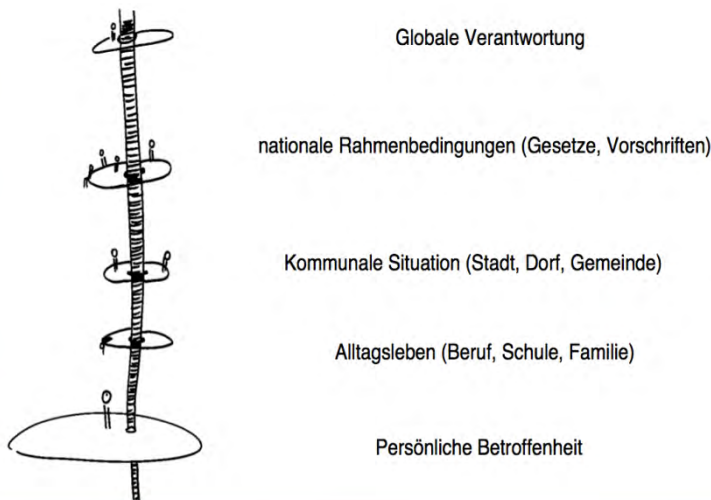 Globale Verantwortung
nationale Rahmenbedingungen (Gesetze, Vorschriften)
Kommunale Situation (Stadt, Dorf, Gemeinde)
Alltagsleben (Beruf, Schule, Familie)
Persönliche Betroffenheit